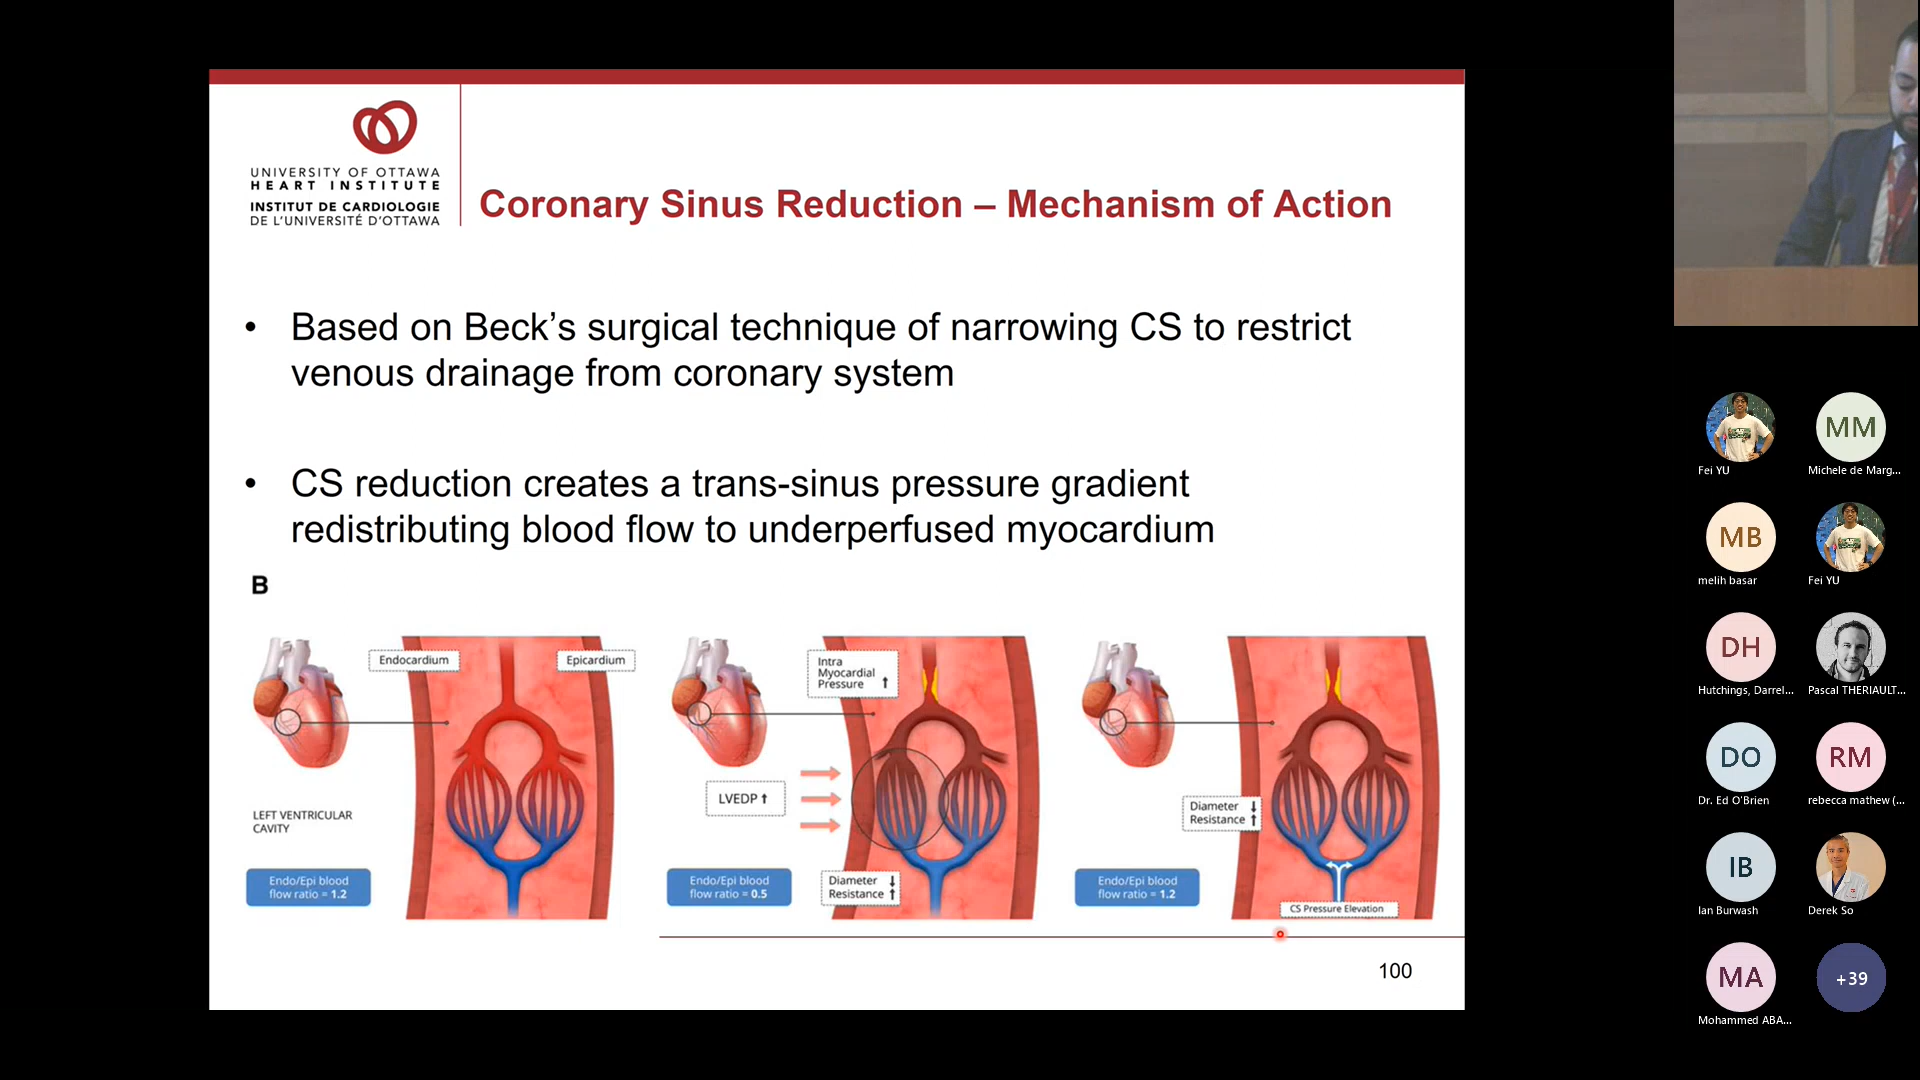 UNIVERSITY OF OTTAWA
HEART INSTITUTE
INSTITUT DE CARDIOLOGIE
DE L'UNIVERSITÉ D'OTTAWA
Coronary Sinus Reduction – Mechanism of Action
• Based on Beck's surgical technique of narrowing CS to restrict
venous drainage from coronary system
• CS reduction creates a trans-sinus pressure gradient
redistributing blood flow to underperfused myocardium
B
Endocardium
Epicardium
LEFT VENTRICULAR
CAVITY
Endo/Epi blood
flow ratio = 1.2
Intra
Myocardial
Pressure ↑
LVEDP ↑
Endo/Epi blood
flow ratio = 0.5
Diameter ↓
Resistance ↑
Diameter ↓
Resistance ↑
Endo/Epi blood
flow ratio = 1.2
CS Pressure Elevation
100
Fei YU
MM
Michele de Marg...
MB
melih basar
Fei YU
DH
Hutchings, Darrel...
Pascal THERIAULT...
DO
Dr. Ed O'Brien
RM
rebecca mathew (...
IB
Ian Burwash
Derek So
MA
Mohammed ABA...
+39